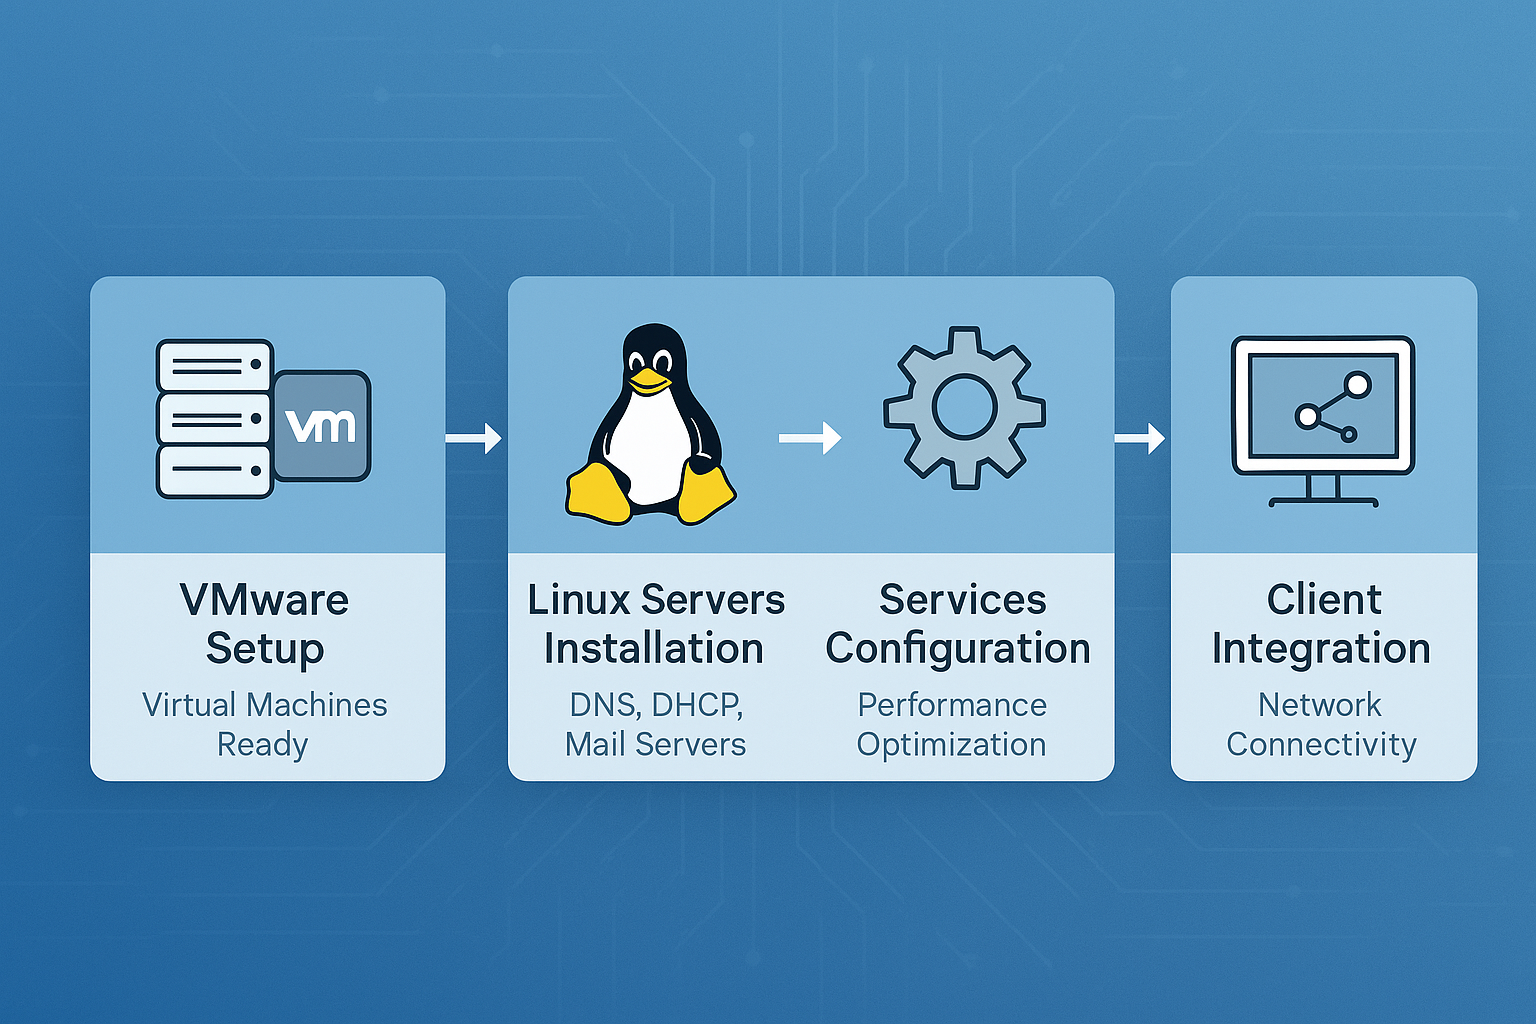 vm
VMware
Setup
Virtual Machines
Ready
Linux Servers
Installation
DNS, DHCP,
Mail Servers
Services
Configuration
Performance
Optimization
Client
Integration
Network
Connectivity